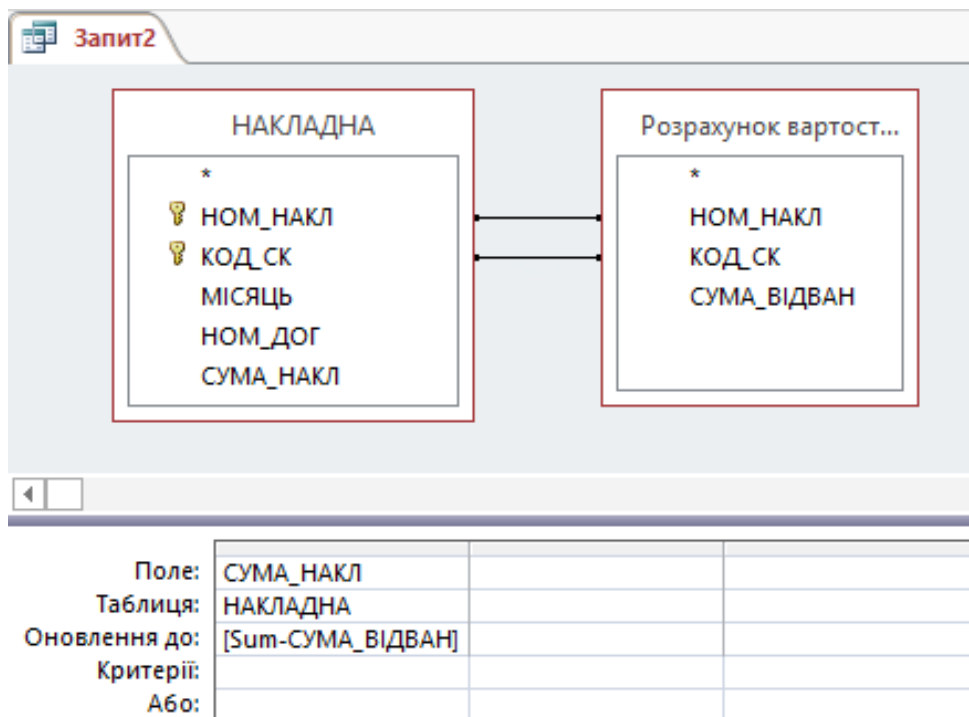 Запит2
НАКЛАДНА
*
НОМ_НАКЛ
КОД_СК
МІСЯЦЬ
НОМ_ДОГ
СУМА_НАКЛ
Розрахунок вартост...
*
НОМ_НАКЛ
КОД_СК
СУМА_ВІДВАН
Поле: СУМА_НАКЛ
Таблиця: НАКЛАДНА
Оновлення до: [Sum-СУМА_ВІДВАН]
Критерії:
Або: